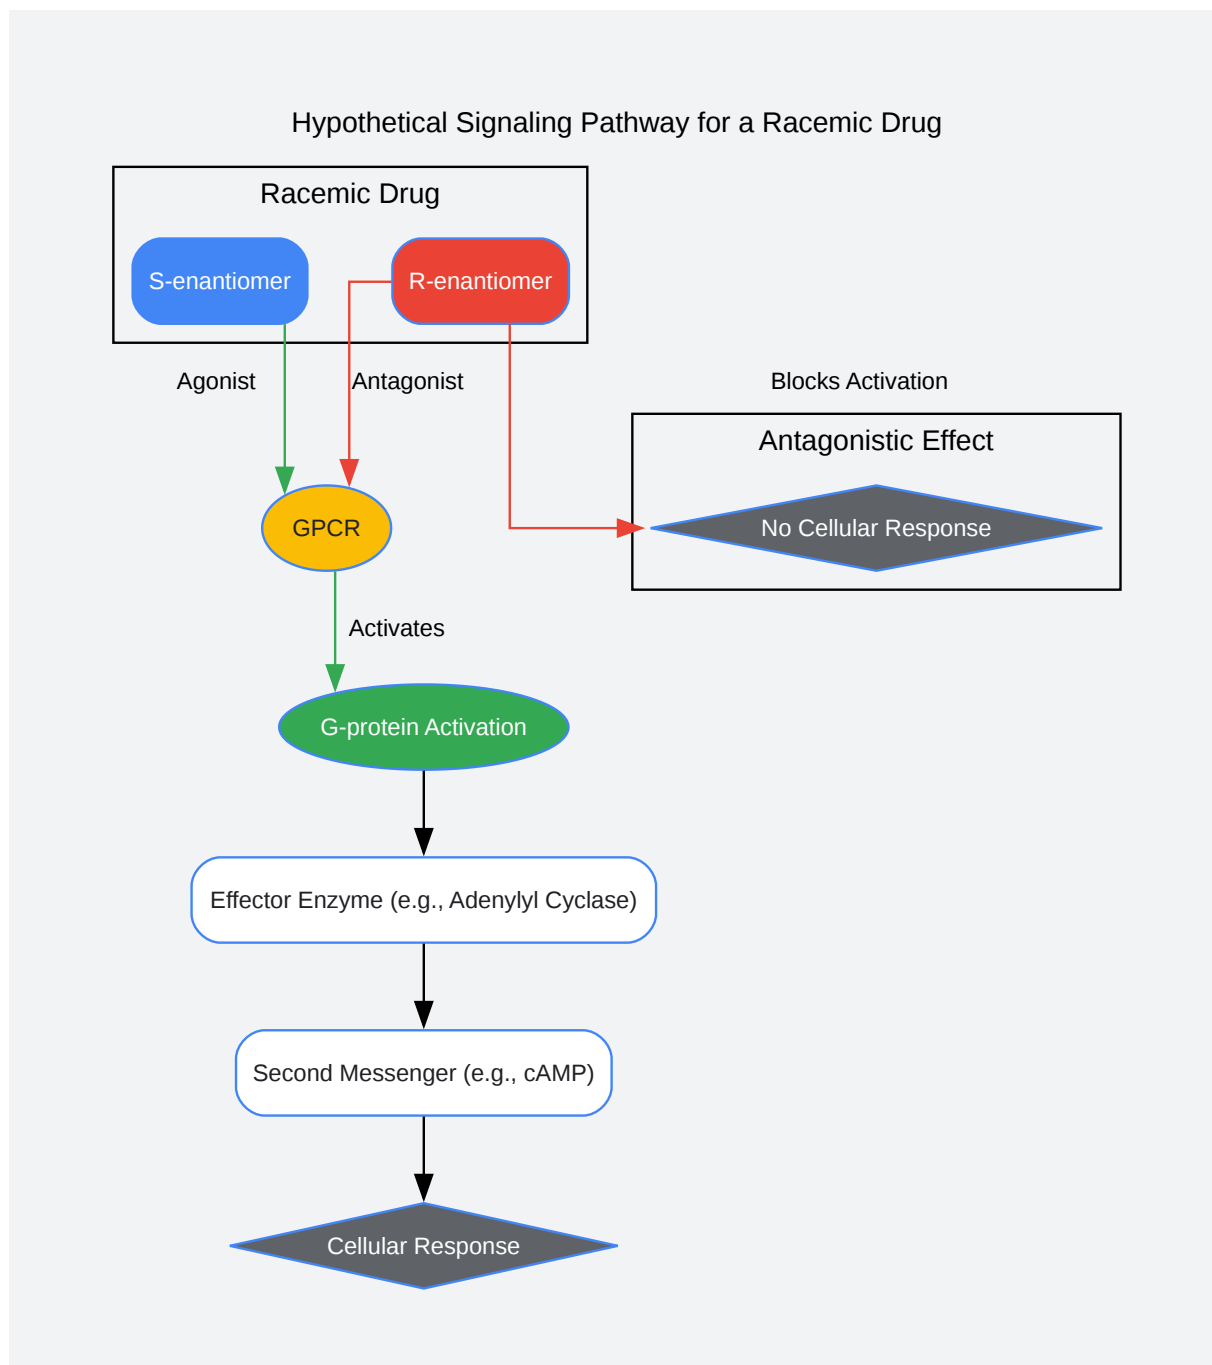 Hypothetical Signaling Pathway for a Racemic Drug
Racemic Drug
S-enantiomer
R-enantiomer
Agonist
Antagonist
Blocks Activation
Antagonistic Effect
GPCR
No Cellular Response
Activates
G-protein Activation
Effector Enzyme (e.g., Adenylyl Cyclase)
Second Messenger (e.g., cAMP)
Cellular Response